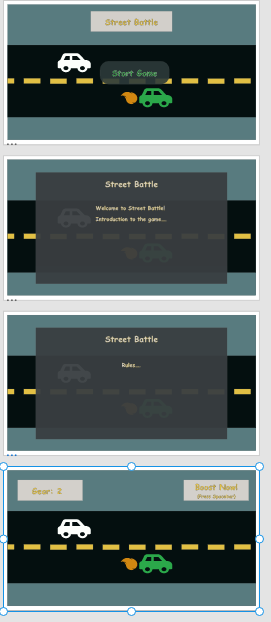 Street Battle
Start Game
Street Battle
Welcome to Street Battle!
Introduction to the game...
Street Battle
Rules...
Gear: 2
Boost Now!
(Press Spacebar)